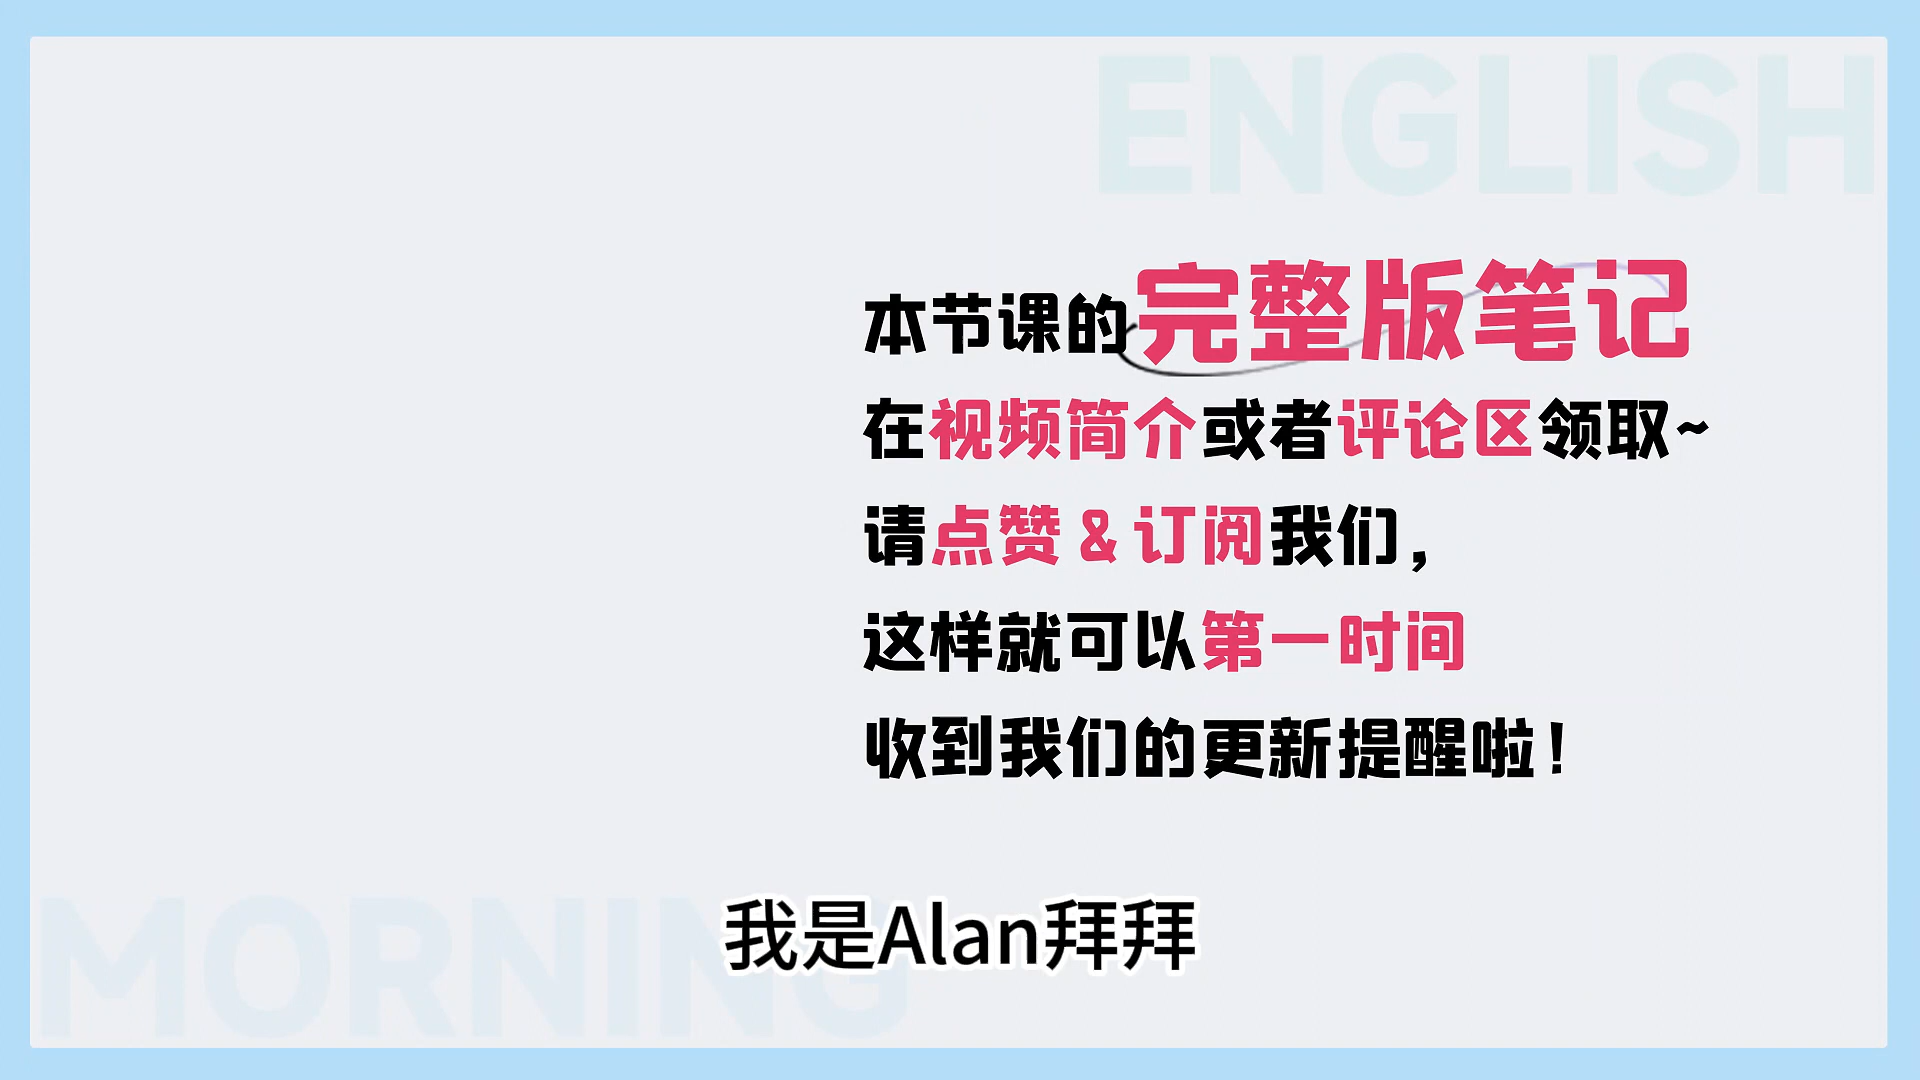 ENGLISH
本节课的完整版笔记
在视频简介或者评论区领取~
请点赞&订阅我们，
这样就可以第一时间
收到我们的更新提醒啦！
MORNING
我是Alan拜拜